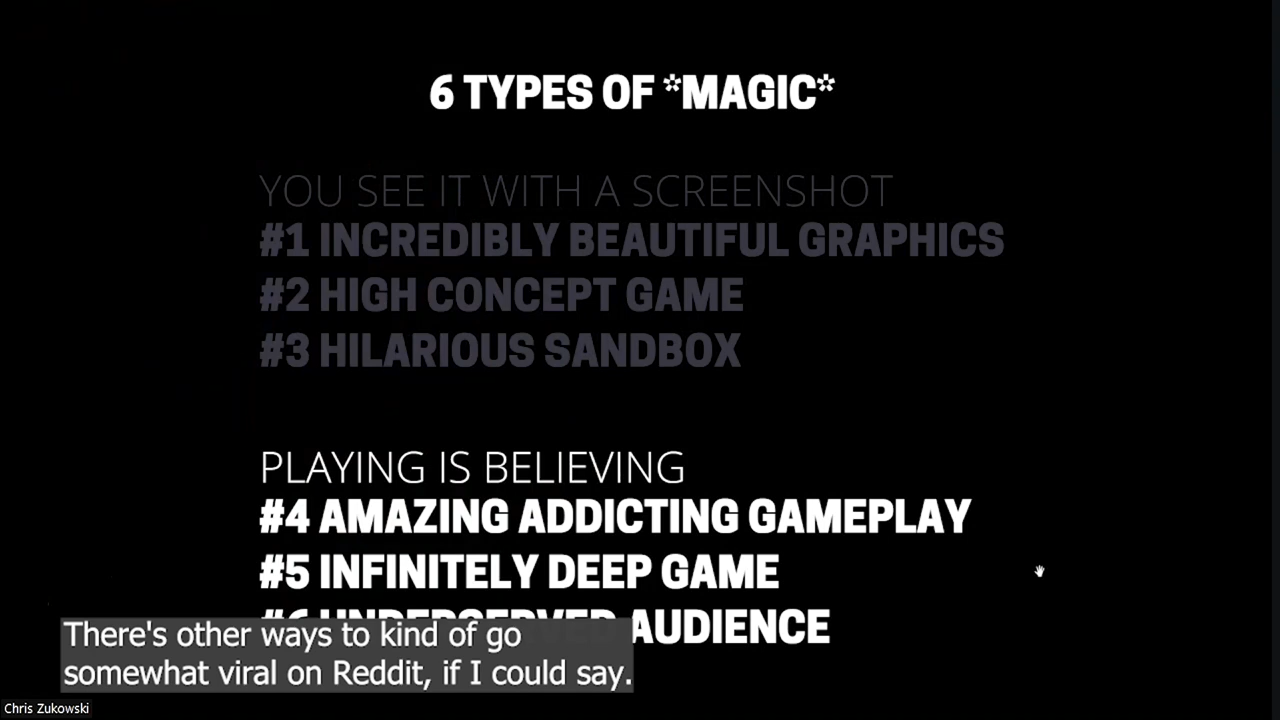 6 TYPES OF *MAGIC*
YOU SEE IT WITH A SCREENSHOT
#1 INCREDIBLY BEAUTIFUL GRAPHICS
#2 HIGH CONCEPT GAME
#3 HILARIOUS SANDBOX
PLAYING IS BELIEVING
#4 AMAZING ADDICTING GAMEPLAY
#5 INFINITELY DEEP GAME
#6 UNDERSERVED AUDIENCE
There's other ways to kind of go
somewhat viral on Reddit, if I could say.
Chris Zukowski